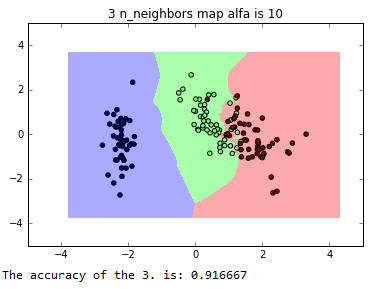 3 n_neighbors map alfa is 10
4
2
0
−2
−4
−4 −2 0 2 4
The accuracy of the 3. is: 0.916667